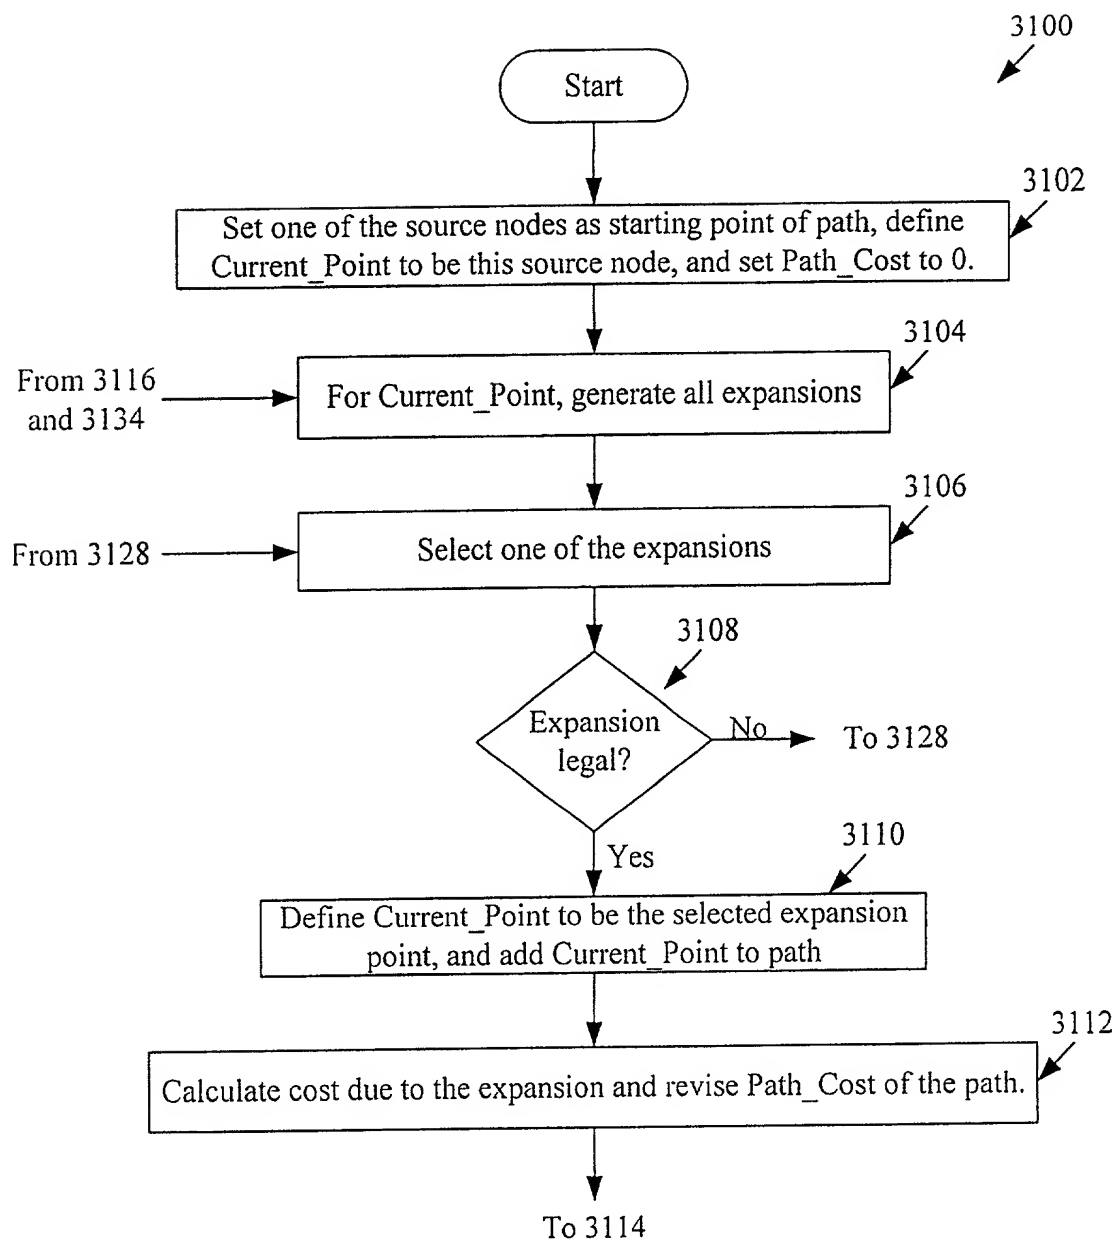 3100
Start
3102
Set one of the source nodes as starting point of path, define
Current_Point to be this source node, and set Path_Cost to 0.
3104
From 3116
and 3134
For Current_Point, generate all expansions
3106
From 3128
Select one of the expansions
3108
Expansion
legal?
No
To 3128
Yes
3110
Define Current_Point to be the selected expansion
point, and add Current_Point to path
3112
Calculate cost due to the expansion and revise Path_Cost of the path.
To 3114